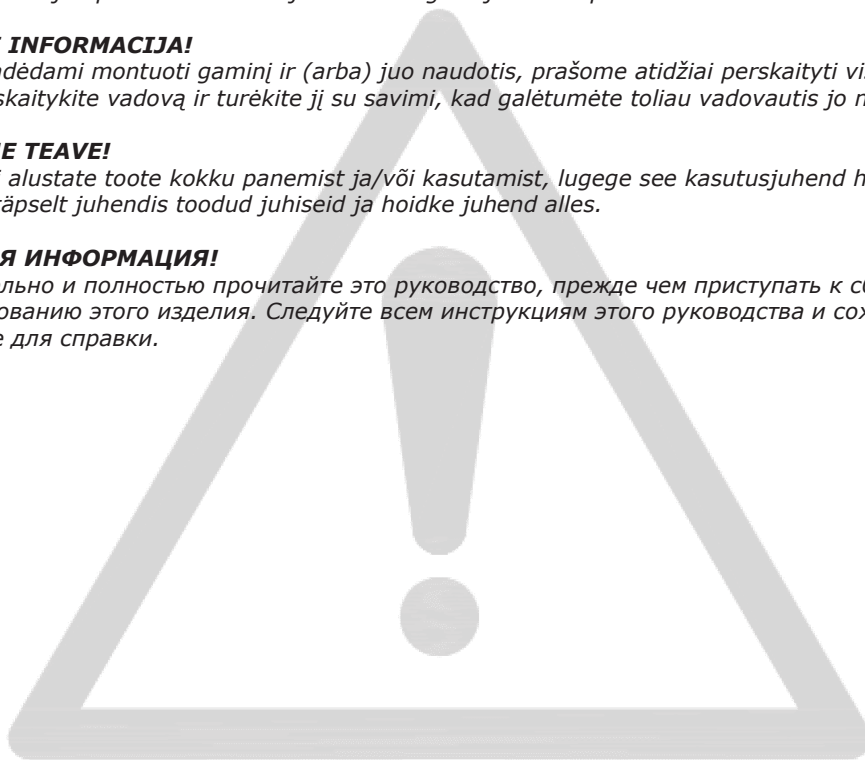 INFORMACIJA!
montuoti gaminį ir (arba) juo naudotis, prašome atidžiai perskaityti
vadovą ir turėkite jį su savimi, kad galėtumėte toliau vadovautis jo
TEAVE!
alustate toote kokku panemist ja/või kasutamist, lugege see kasutusjuhend
täpselt juhendis toodud juhiseid ja hoidke juhend alles.
ИНФОРМАЦИЯ!
и полностью прочитайте это руководство, прежде чем приступать к
этого изделия. Следуйте всем инструкциям этого руководства и
для справки.